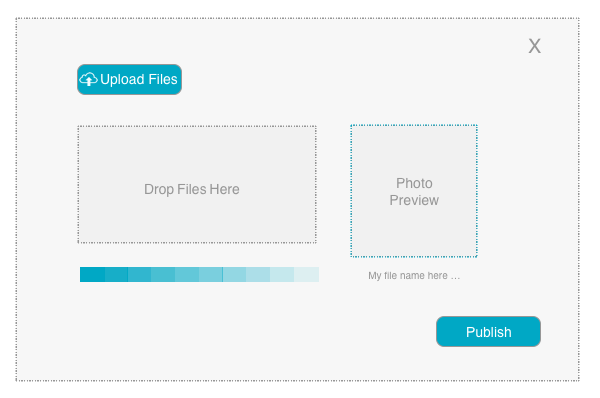 X
Upload Files
Drop Files Here
Photo
Preview
My file name here ...
Publish